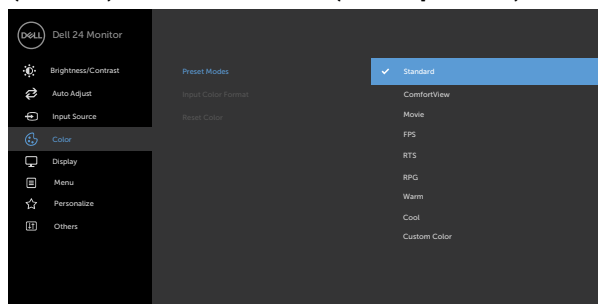 DELL Dell 24 Monitor
Brightness/Contrast
Auto Adjust
Input Source
Color
Display
Menu
Personalize
Others
Preset Modes
Input Color Format
Reset Color
Standard
ComfortView
Movie
FPS
RTS
RPG
Warm
Cool
Custom Color